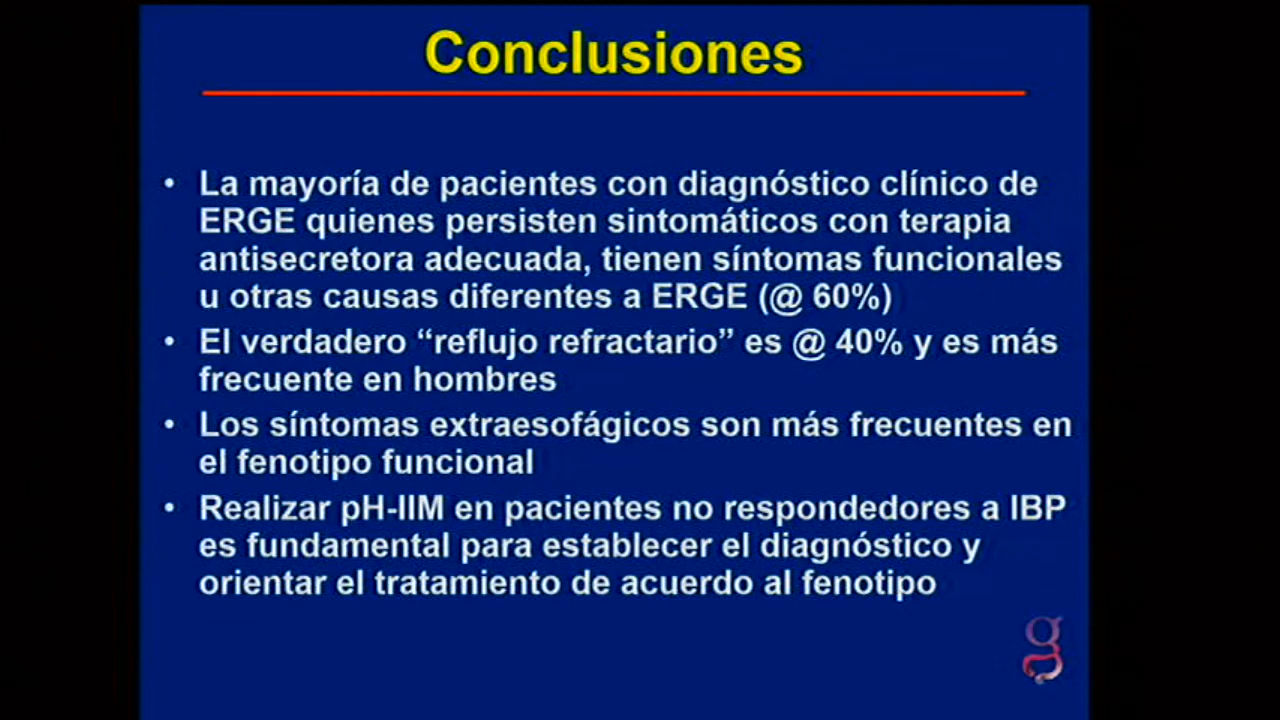 Conclusiones
• La mayoría de pacientes con diagnóstico clínico de
ERGE quienes persisten sintomáticos con terapia
antisecretora adecuada, tienen síntomas funcionales
u otras causas diferentes a ERGE (@ 60%)
• El verdadero “reflujo refractario” es @ 40% y es más
frecuente en hombres
• Los síntomas extraesofágicos son más frecuentes en
el fenotipo funcional
• Realizar pH-IIM en pacientes no respondedores a IBP
es fundamental para establecer el diagnóstico y
orientar el tratamiento de acuerdo al fenotipo
g